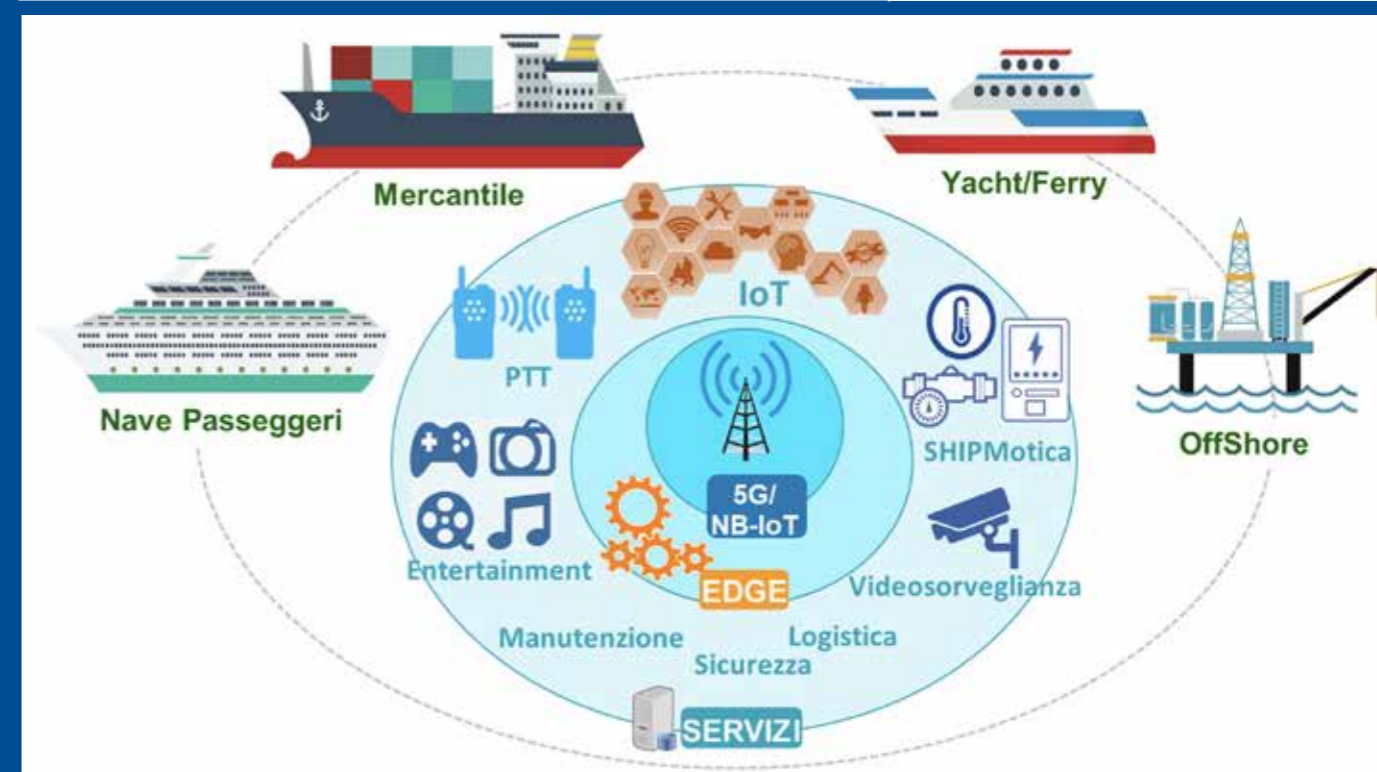 Mercantile
Yacht/Ferry
IoT
PTT
Nave Passeggeri
SHIPMotica
OffShore
5G/
NB-IoT
Entertainment
EDGE
Videosorveglianza
Manutenzione
Logistica
Sicurezza
SERVIZI